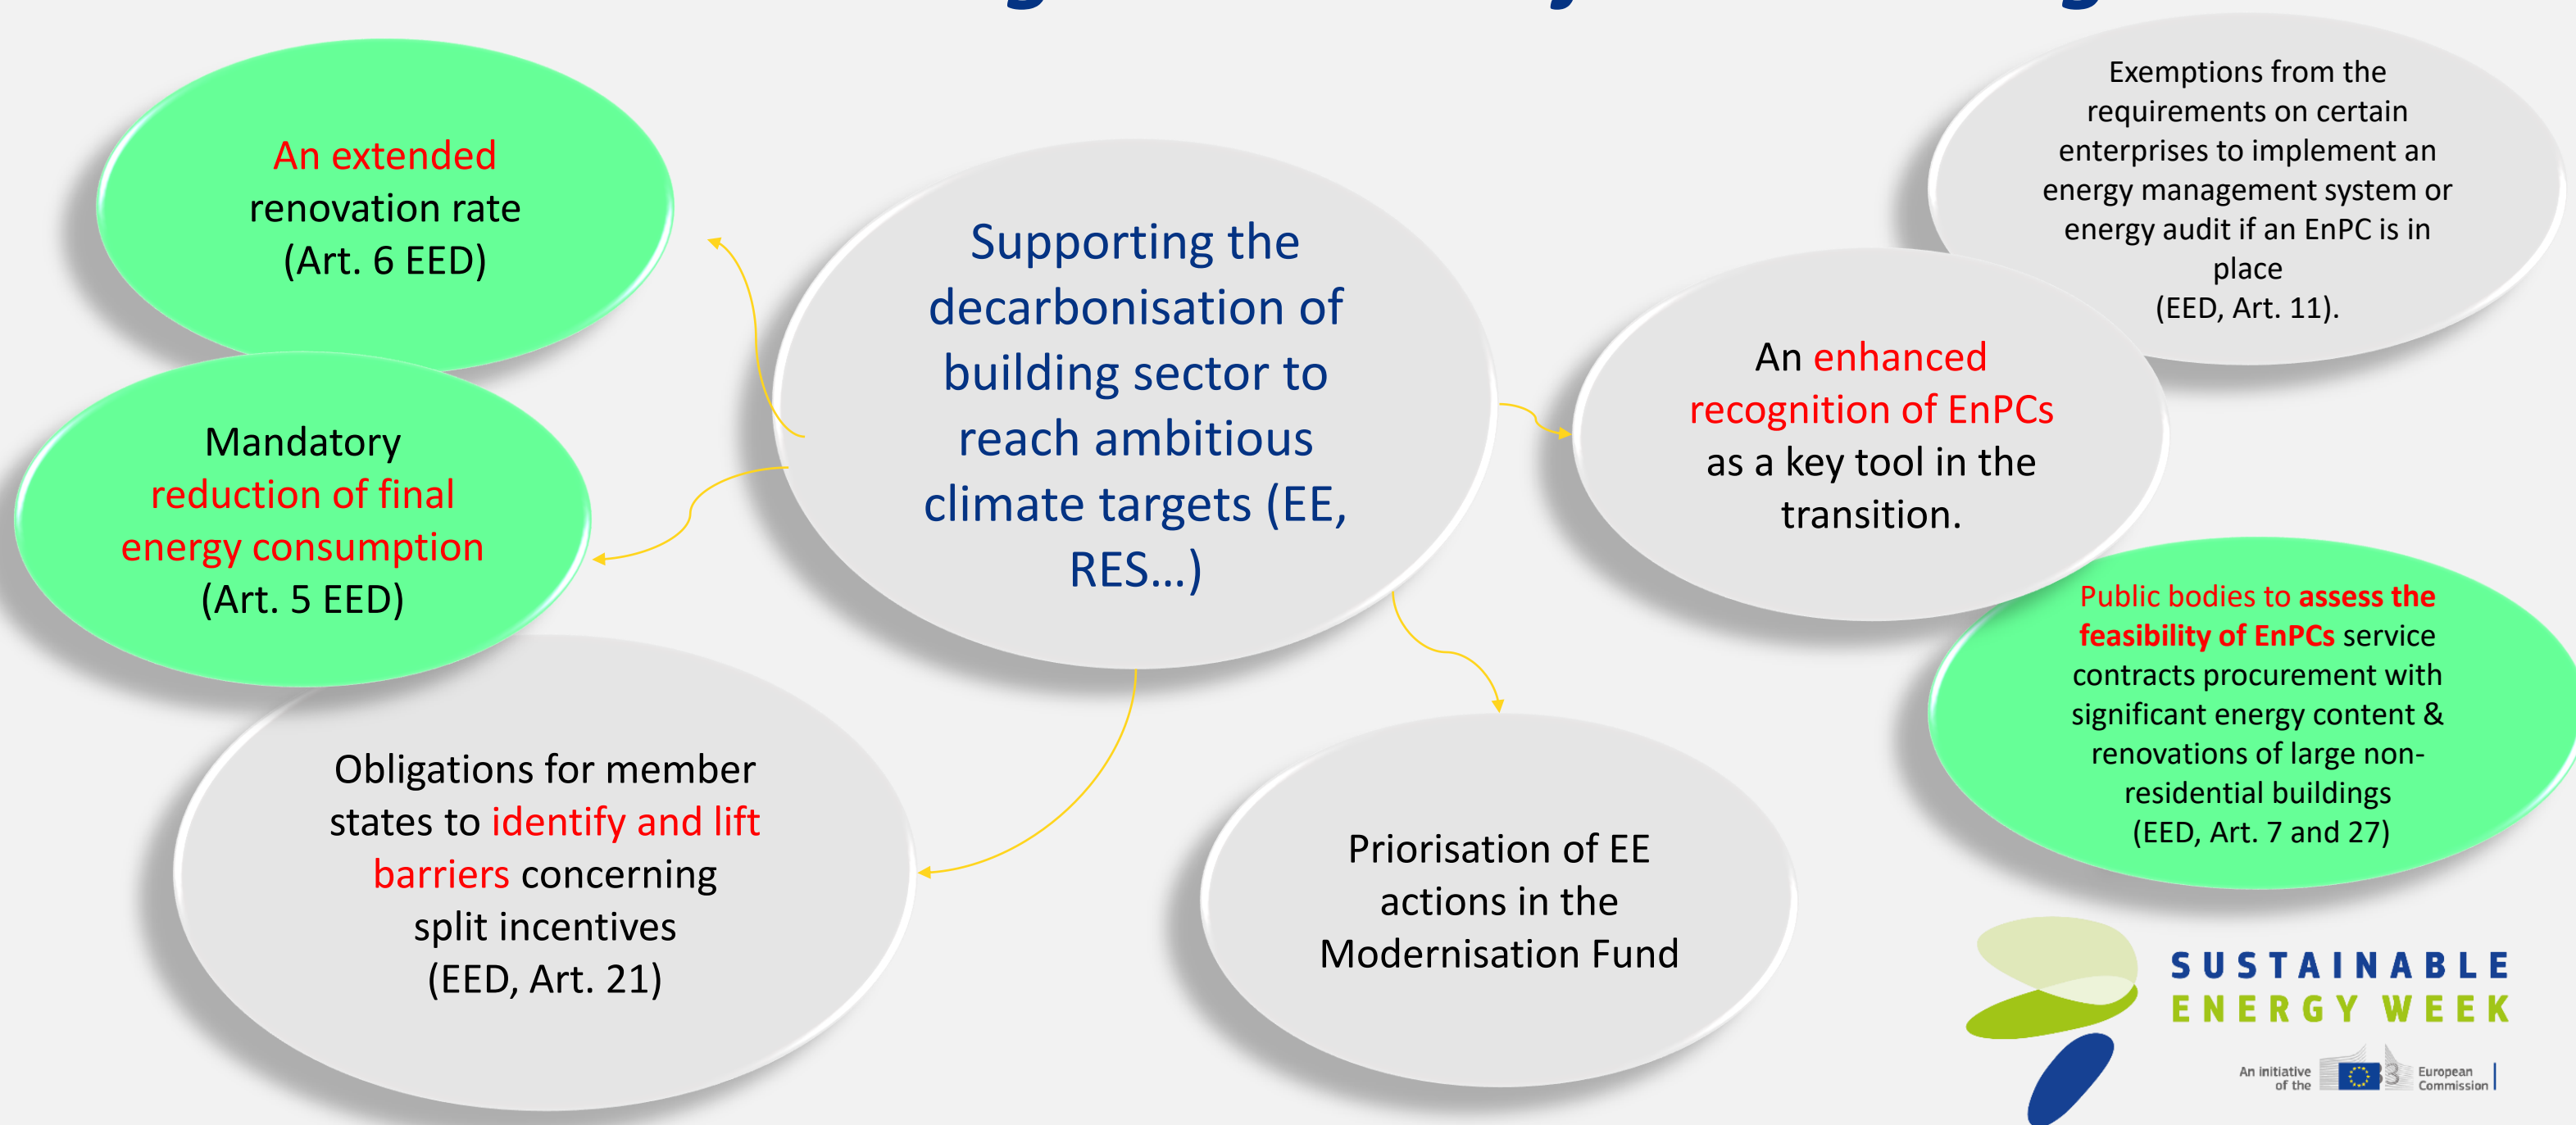 An extended
renovation rate
(Art. 6 EED)
Mandatory
reduction of final
energy consumption
(Art. 5 EED)
Obligations for member
states to identify and lift
barriers concerning
split incentives
(EED, Art. 21)
Supporting the
decarbonisation of
building sector to
reach ambitious
climate targets (EE,
RES...)
Priorisation of EE
actions in the
Modernisation Fund
An enhanced
recognition of EnPCs
as a key tool in the
transition.
Exemptions from the
requirements on certain
enterprises to implement an
energy management system or
energy audit if an EnPC is in
place
(EED, Art. 11).
Public bodies to assess the
feasibility of EnPCs service
contracts procurement with
significant energy content &
renovations of large non-
residential buildings
(EED, Art. 7 and 27)
SUSTAINABLE
ENERGY WEEK
An initiative
of the
European
Commission